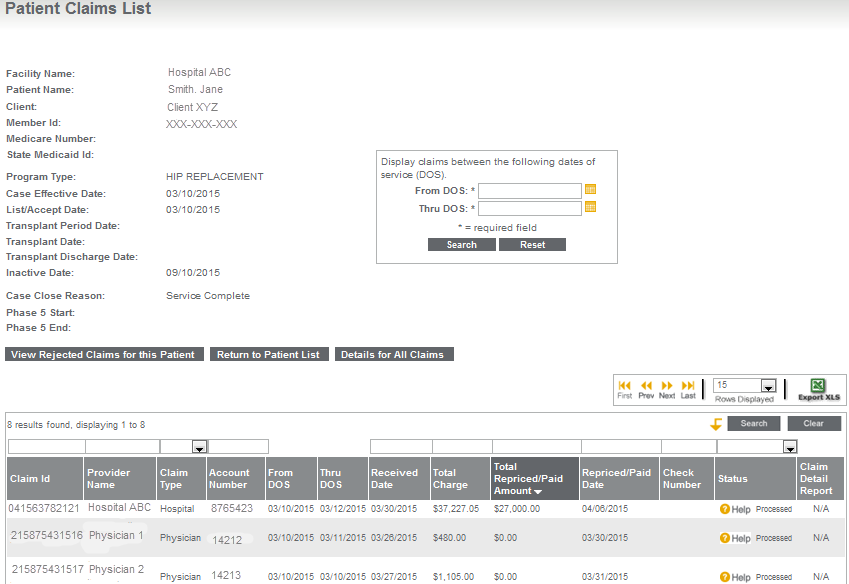 Patient Claims List
Facility Name: Hospital ABC
Patient Name: Smith. Jane
Client: Client XYZ
Member Id: XXX-XXX-XXX
Medicare Number:
State Medicaid Id:
Program Type: HIP REPLACEMENT
Case Effective Date: 03/10/2015
List/Accept Date: 03/10/2015
Transplant Period Date:
Transplant Date:
Transplant Discharge Date:
Inactive Date: 09/10/2015
Case Close Reason: Service Complete
Phase 5 Start:
Phase 5 End:
Display claims between the following dates of
service (DOS).
From DOS: *
Thru DOS: *
* = required field
Search Reset
View Rejected Claims for this Patient Return to Patient List Details for All Claims
First Prev Next Last 15 Rows Displayed Export XLS
8 results found, displaying 1 to 8 Search Clear
Claim Id Provider Name Claim Type Account Number From DOS Thru DOS Received Date Total Charge Total Repriced/Paid Amount Repriced/Paid Date Check Number Status Claim Detail Report
041563782121 Hospital ABC Hospital 8765423 03/10/2015 03/12/2015 03/30/2015 $37,227.05 $27,000.00 04/06/2015 Help Processed N/A
215875431516 Physician 1 Physician 14212 03/10/2015 03/11/2015 03/26/2015 $480.00 $0.00 03/30/2015 Help Processed N/A
215875431517 Physician 2 Physician 14213 03/10/2015 03/10/2015 03/27/2015 $1,105.00 $0.00 03/31/2015 Help Processed N/A